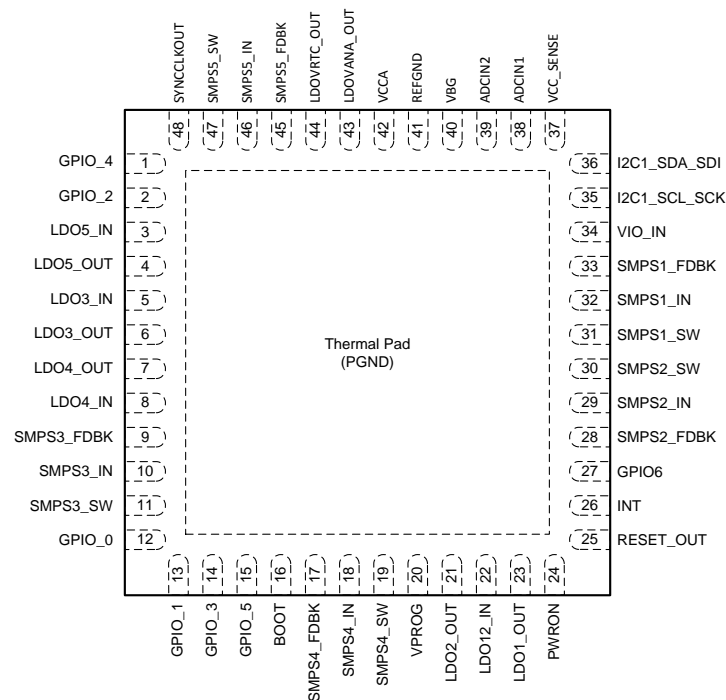 SYNCCLKOUT
SMPS5_SW
SMPS5_IN
SMPS5_FDBK
LDOVRTC_OUT
LDOVANA_OUT
VCCA
REFGND
VBG
ADCIN2
ADCIN1
VCC_SENSE
48
47
46
45
44
43
42
41
40
39
38
37
GPIO_4 1
GPIO_2 2
LDO5_IN 3
LDO5_OUT 4
LDO3_IN 5
LDO3_OUT 6
LDO4_OUT 7
LDO4_IN 8
SMPS3_FDBK 9
SMPS3_IN 10
SMPS3_SW 11
GPIO_0 12
Thermal Pad
(PGND)
36 I2C1_SDA_SDI
35 I2C1_SCL_SCK
34 VIO_IN
33 SMPS1_FDBK
32 SMPS1_IN
31 SMPS1_SW
30 SMPS2_SW
29 SMPS2_IN
28 SMPS2_FDBK
27 GPIO6
26 INT
25 RESET_OUT
13
14
15
16
17
18
19
20
21
22
23
24
GPIO_1
GPIO_3
GPIO_5
BOOT
SMPS4_FDBK
SMPS4_IN
SMPS4_SW
VPROG
LDO2_OUT
LDO12_IN
LDO1_OUT
PWRON